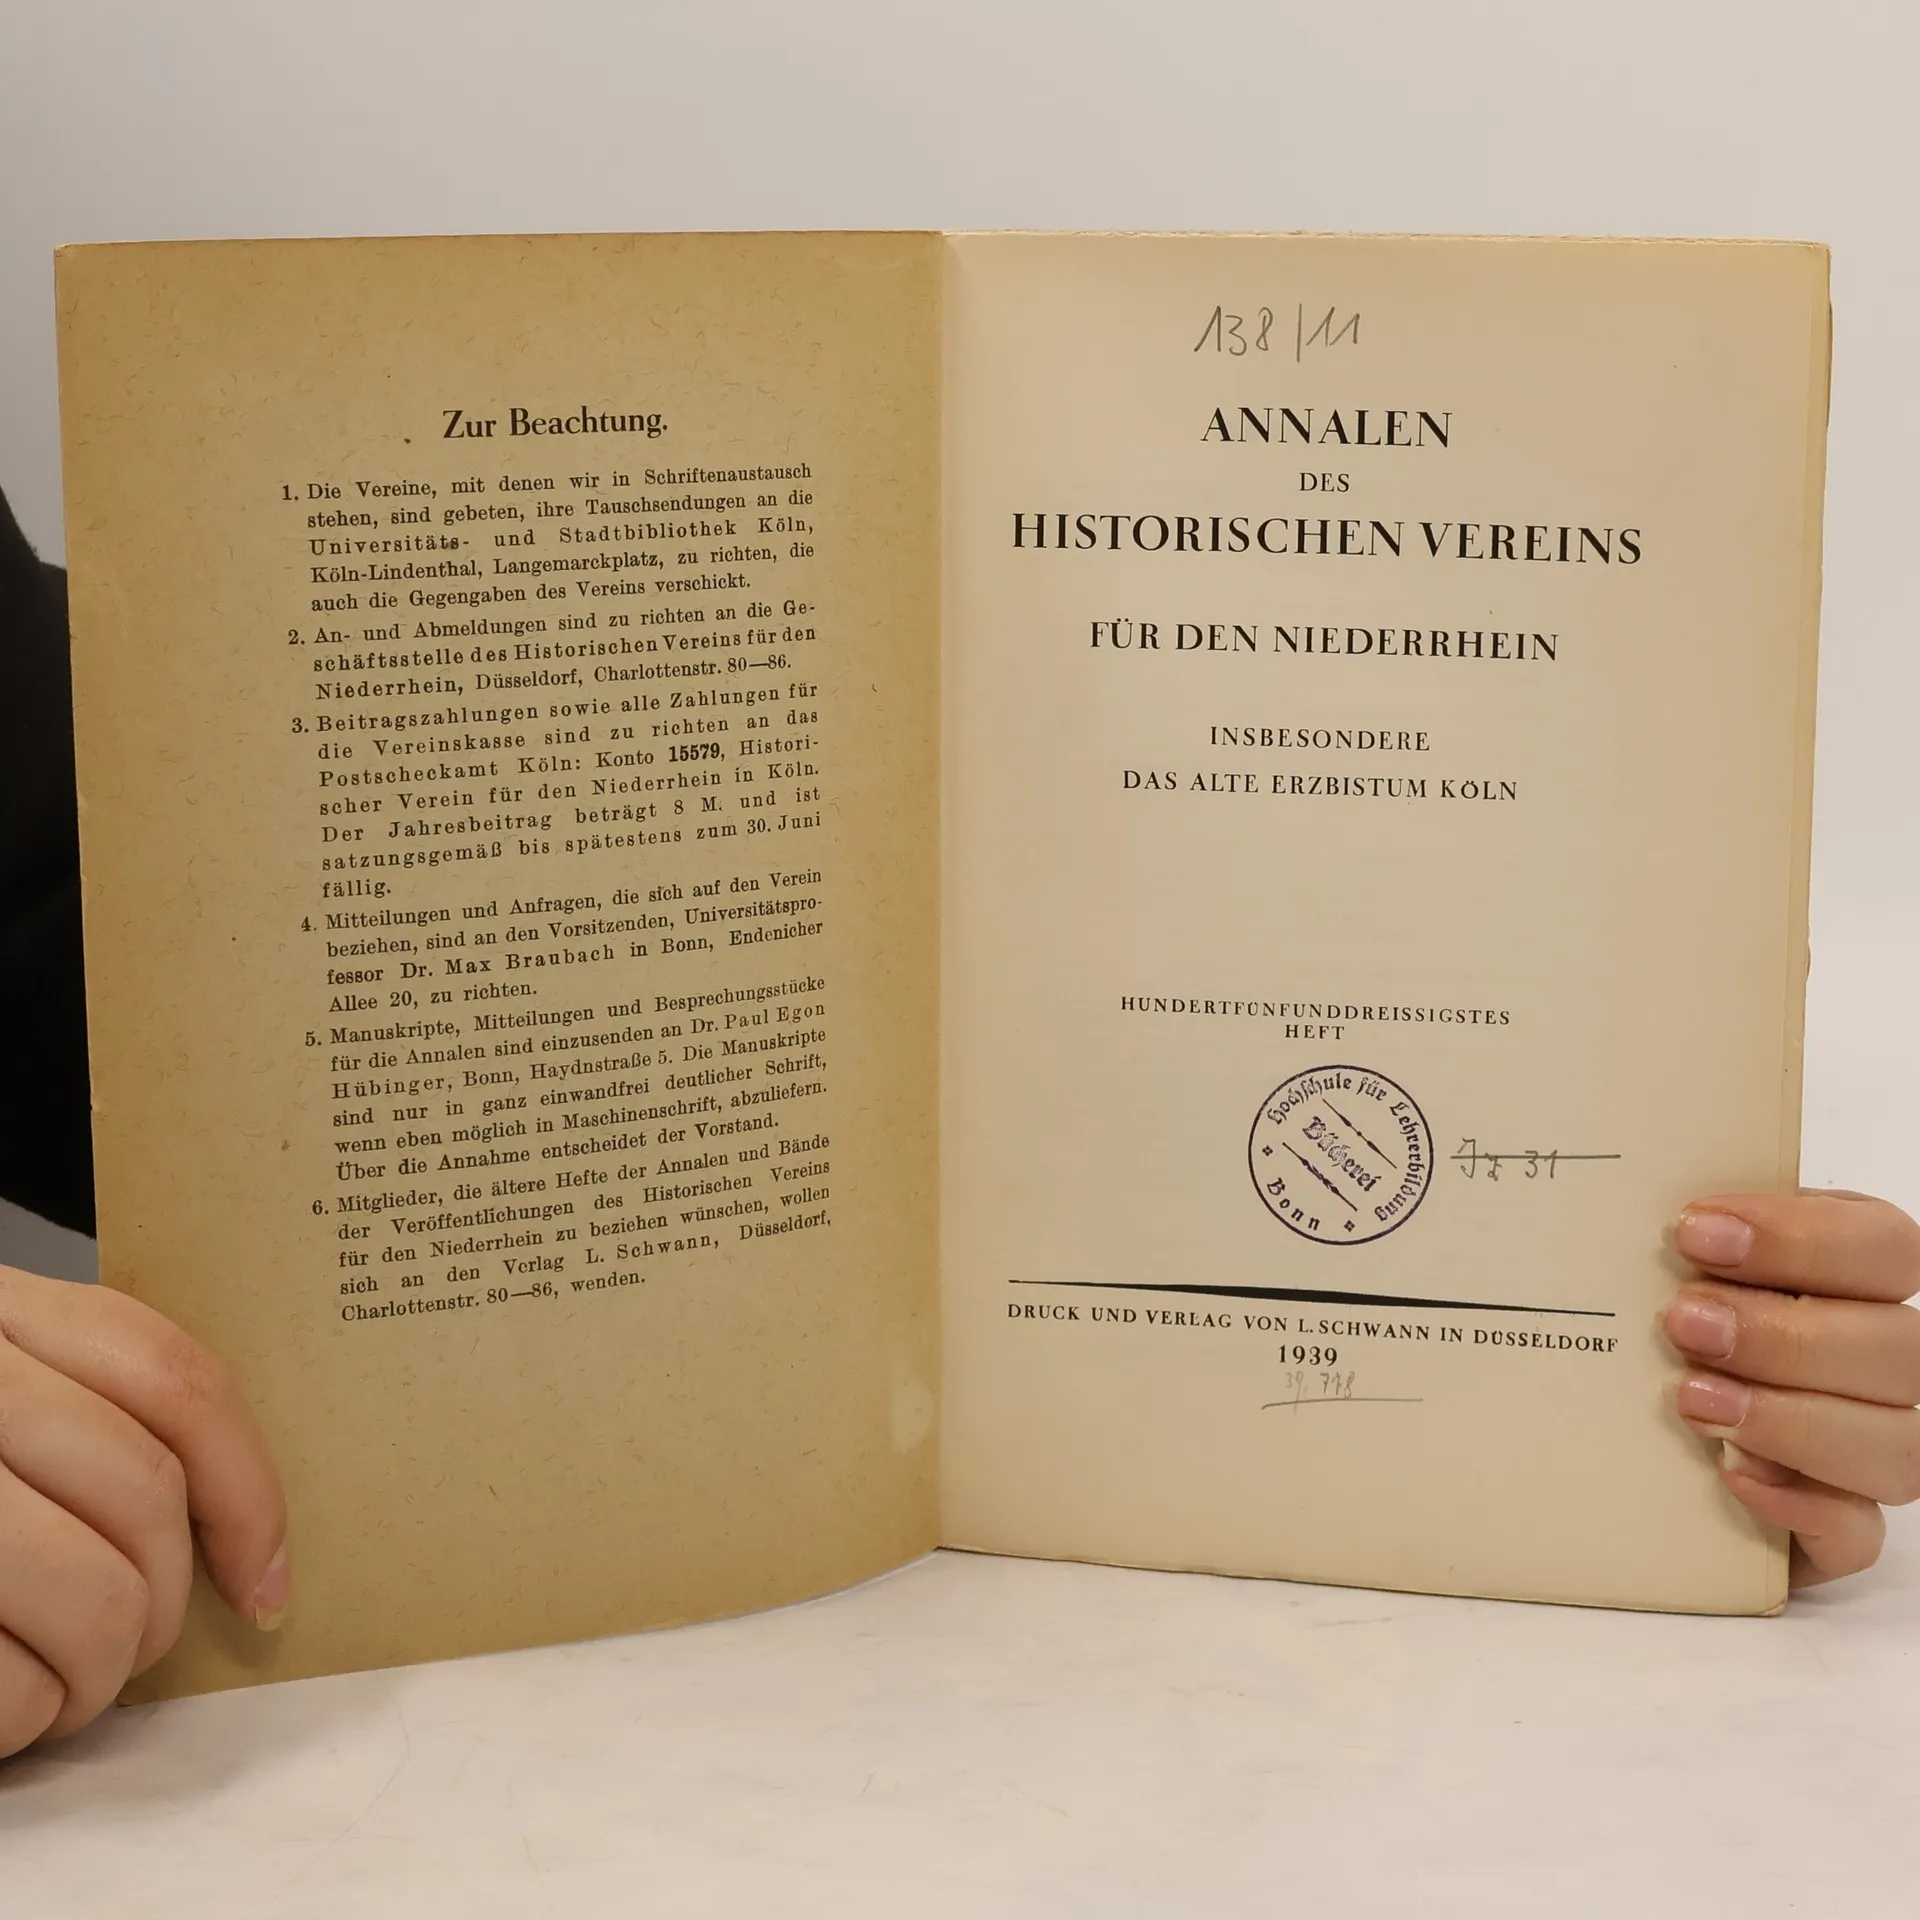 Zur Beachtung.
1. Die Vereine, mit denen wir in Schriftenaustausch
stehen, sind gebeten, ihre Tauschsendungen an die
Universitäts- und Stadtbibliothek Köln,
Köln-Lindenthal, Langemarckplatz, zu richten, die
auch die Gegengaben des Vereins verschickt.
2. An- und Abmeldungen sind zu richten an die Ge-
schäftsstelle des Historischen Vereins für den
Niederrhein, Düsseldorf, Charlottenstr. 80—86.
3. Beitragszahlungen sowie alle Zahlungen für
die Vereinskasse sind zu richten an das
Postscheckamt Köln: Konto 15579, Histori-
scher Verein für den Niederrhein in Köln.
Der Jahresbeitrag beträgt 8 M. und ist
satzungsgemäß bis spätestens zum 30. Juni
fällig.
4. Mitteilungen und Anfragen, die sich auf den Verein
beziehen, sind an den Vorsitzenden, Universitätspro-
fessor Dr. Max Braubach in Bonn, Endenicher
Allee 20, zu richten.
5. Manuskripte, Mitteilungen und Besprechungsstücke
für die Annalen sind einzusenden an Dr. Paul Egon
Hübinger, Bonn, Haydnstraße 5. Die Manuskripte
sind nur in ganz einwandfrei deutlicher Schrift,
wenn eben möglich in Maschinenschrift, abzuliefern.
Über die Annahme entscheidet der Vorstand.
6. Mitglieder, die ältere Hefte der Annalen und Bände
der Veröffentlichungen des Historischen Vereins
für den Niederrhein zu beziehen wünschen, wollen
sich an den Verlag L. Schwann, Düsseldorf,
Charlottenstr. 80—86, wenden.
138/11
ANNALEN
DES
HISTORISCHEN VEREINS
FÜR DEN NIEDERRHEIN
INSBESONDERE
DAS ALTE ERZBISTUM KÖLN
HUNDERTFÜNFUNDDREISSIGSTES
HEFT
Hochschule für Lehrerbildung
Bücherei
Bonn
31
DRUCK UND VERLAG VON L. SCHWANN IN DÜSSELDORF
1939
39, 778